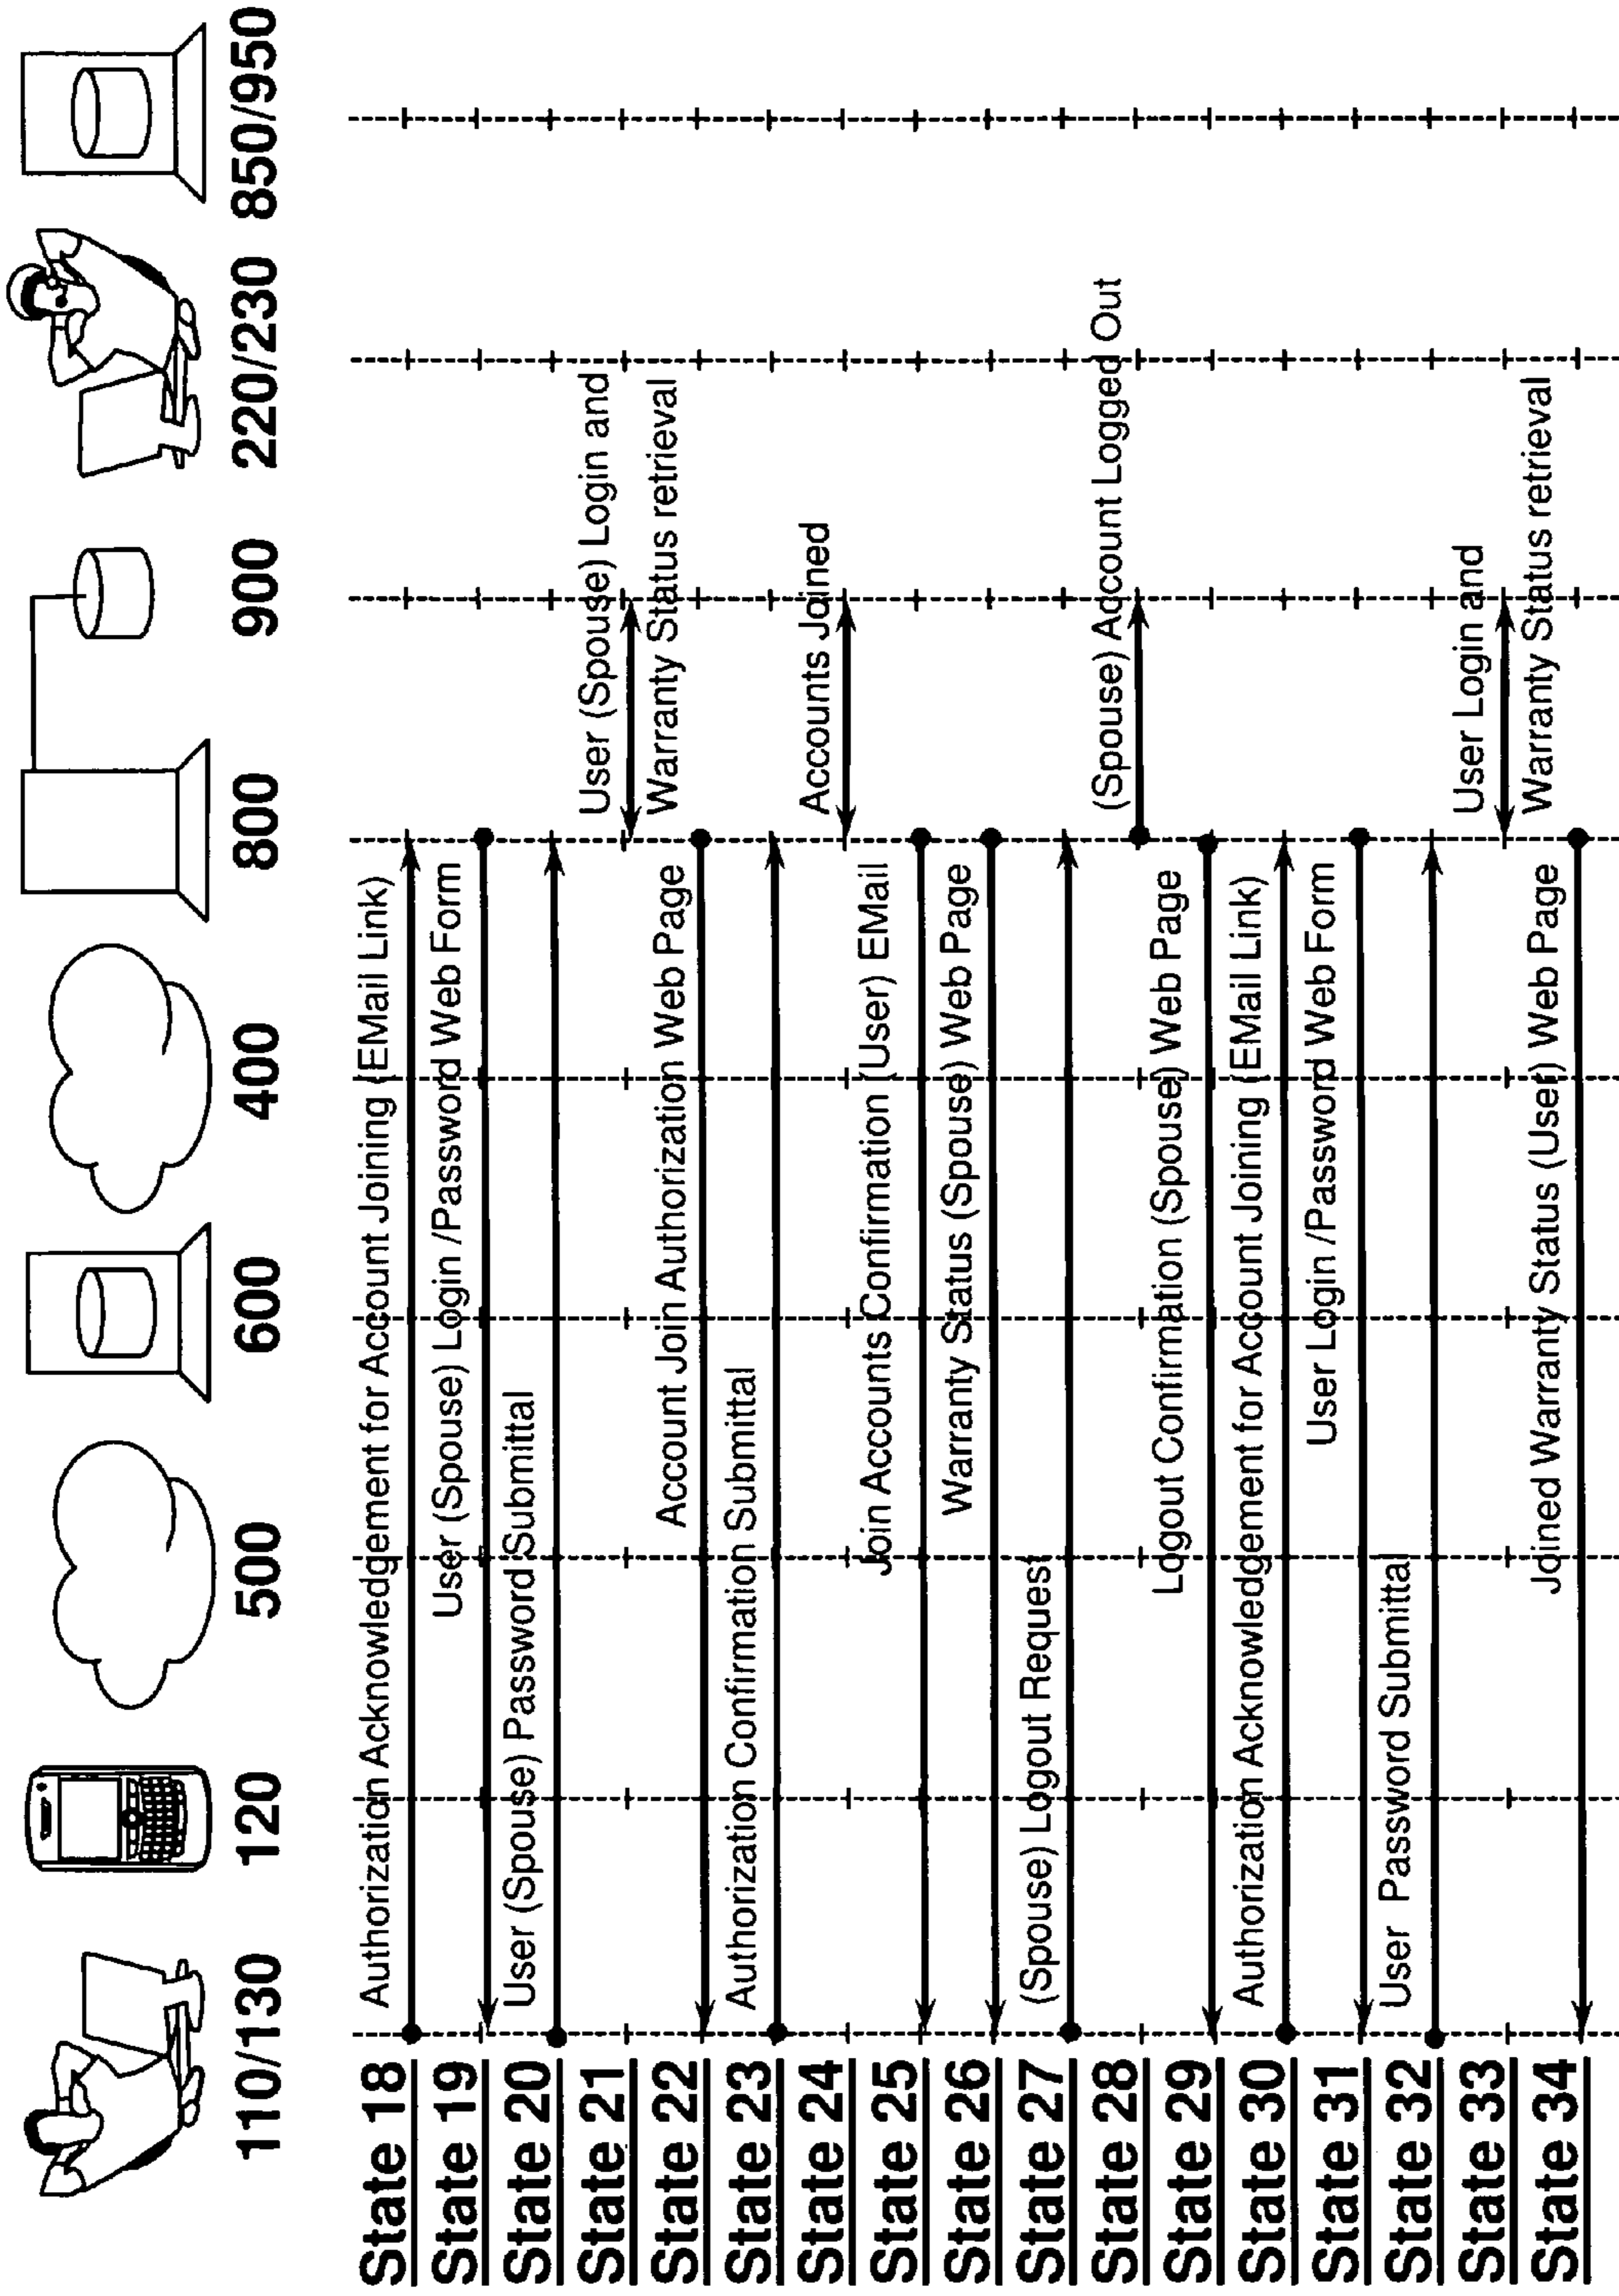 110/130
120
500
600
400
800
900
220/230
850/950
State 18
Authorization Acknowledgement for Account Joining (EMail Link)
State 19
User (Spouse) Login /Password Web Form
State 20
User (Spouse) Password Submittal
State 21
User (Spouse) Login and
Warranty Status retrieval
State 22
Account Join Authorization Web Page
State 23
Authorization Confirmation Submittal
State 24
Accounts Joined
State 25
Join Accounts Confirmation (User) EMail
State 26
Warranty Status (Spouse) Web Page
State 27
(Spouse) Logout Request
State 28
(Spouse) Account Logged Out
State 29
Logout Confirmation (Spouse) Web Page
State 30
Authorization Acknowledgement for Account Joining (EMail Link)
State 31
User Login /Password Web Form
State 32
User Password Submittal
State 33
User Login and
Warranty Status retrieval
State 34
Joined Warranty Status (User) Web Page